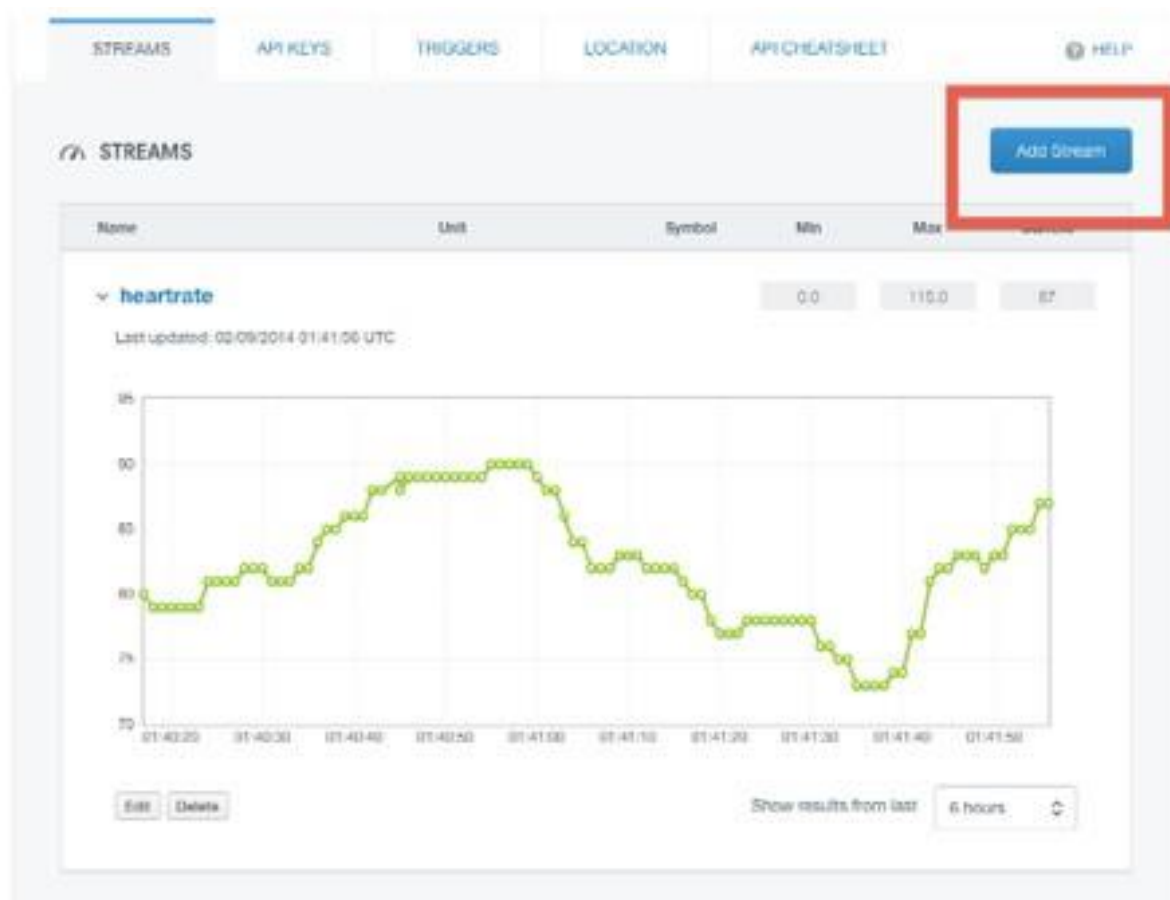 STREAMS API KEYS TRIGGERS LOCATION API CHEATSHEET HELP
STREAMS Add Stream
Name Unit Symbol Min Max
heartrate 0.0 115.0 87
Last updated: 02/09/2014 01:41:56 UTC
95
90
85
80
75
70
01:40:20 01:40:30 01:40:40 01:40:50 01:41:00 01:41:10 01:41:20 01:41:30 01:41:40 01:41:50
Edit Delete Show results from last 6 hours